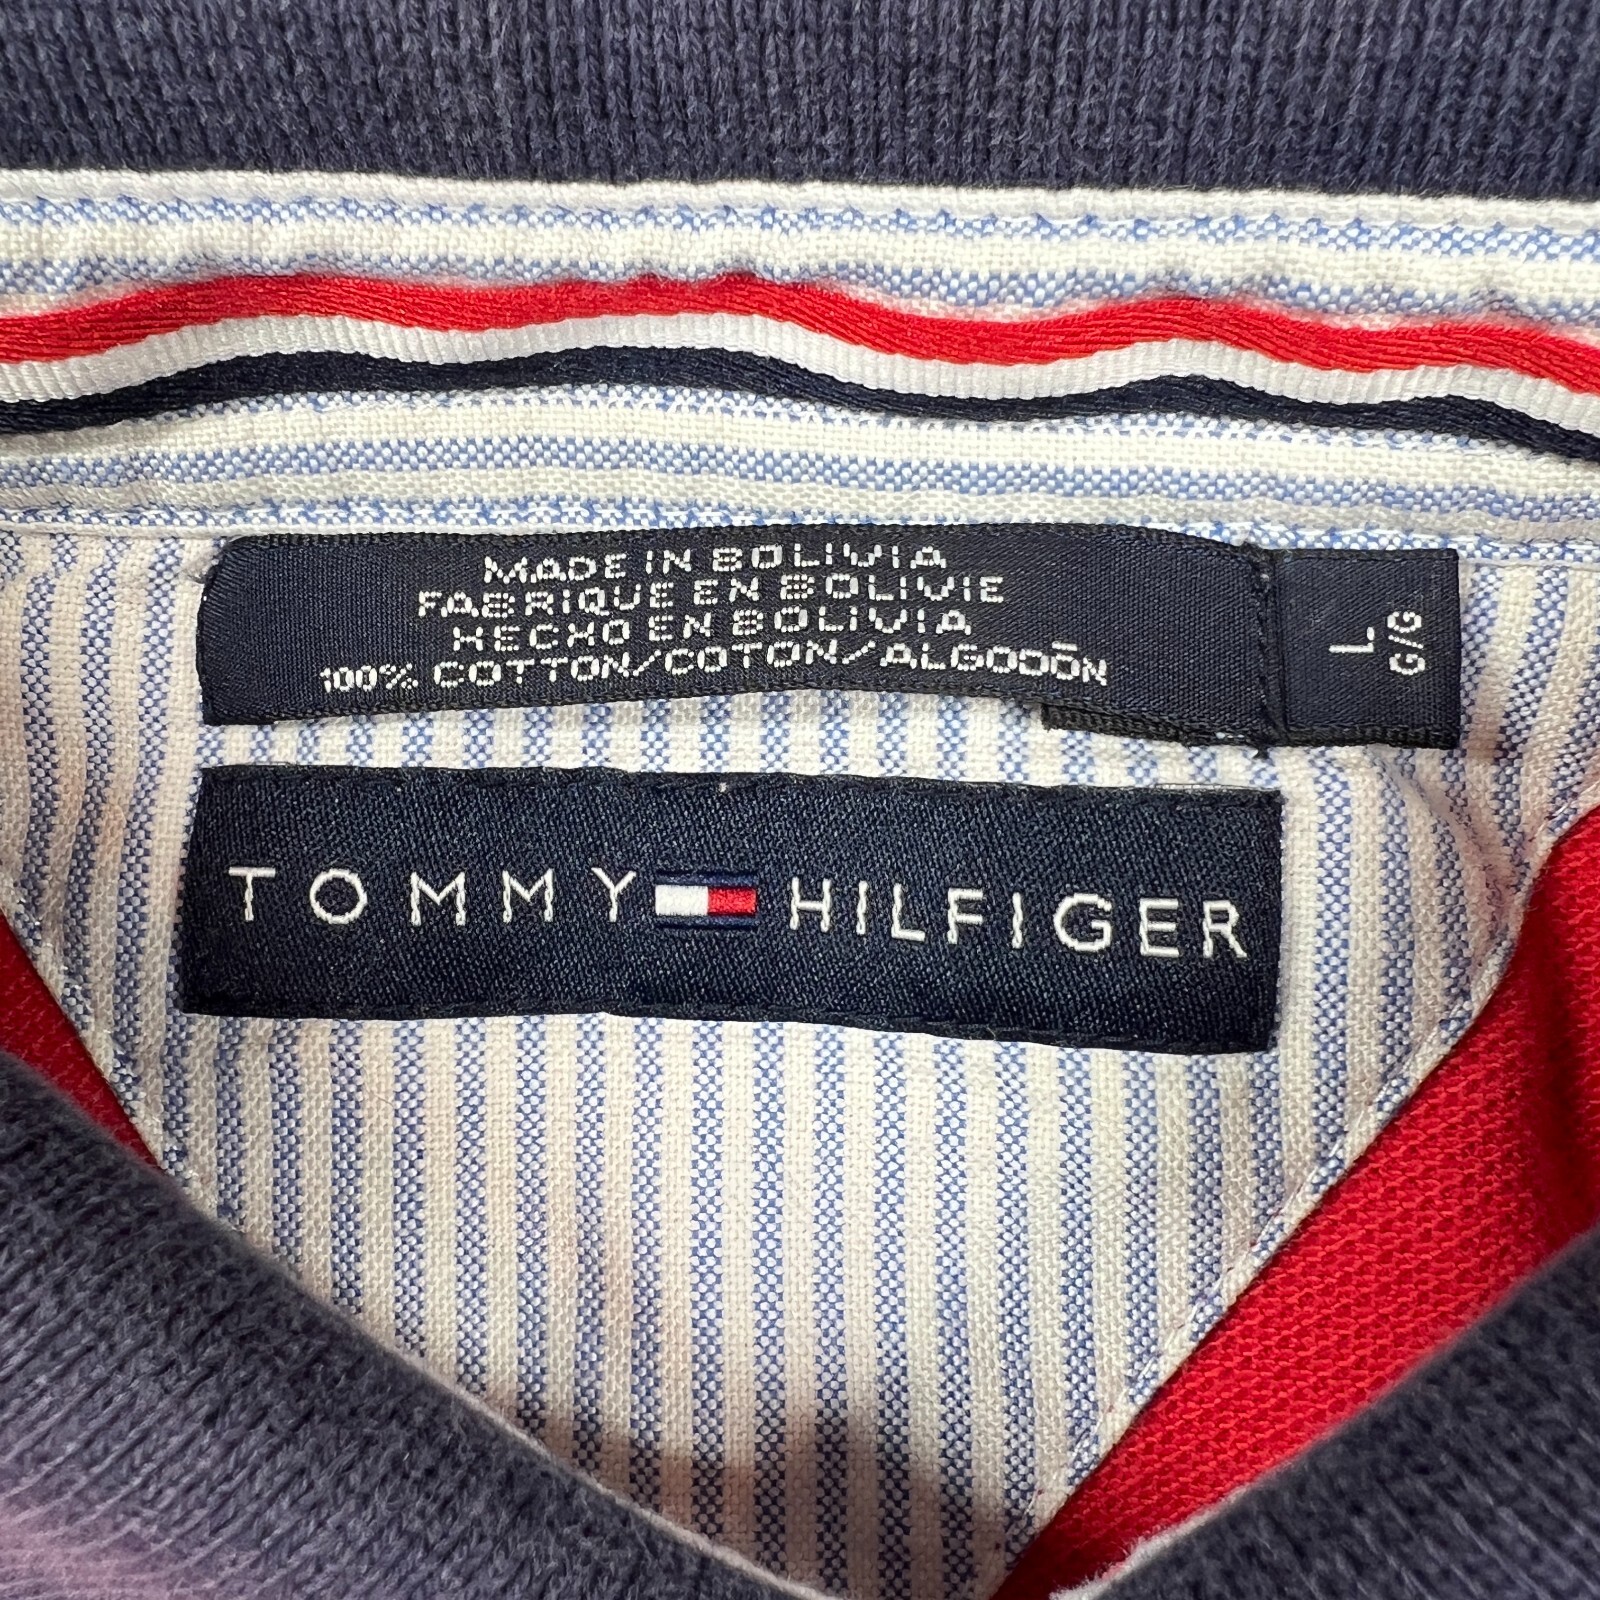 MADE IN BOLIVIA
FABRIQUE EN BOLIVIE
HECHO EN BOLIVIA
100% COTTON/COTON/ALGODÓN
L
G/G
TOMMY HILFIGER